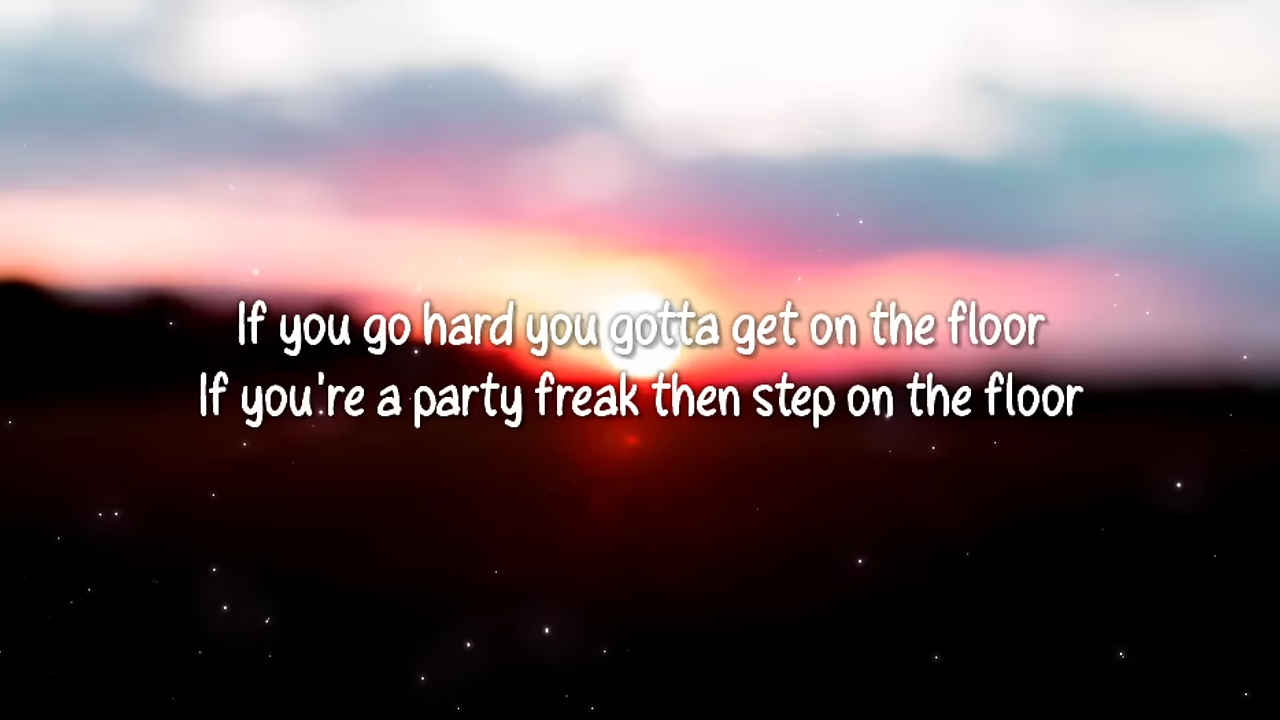 If you go hard you gotta get on the floor
If you're a party freak then step on the floor